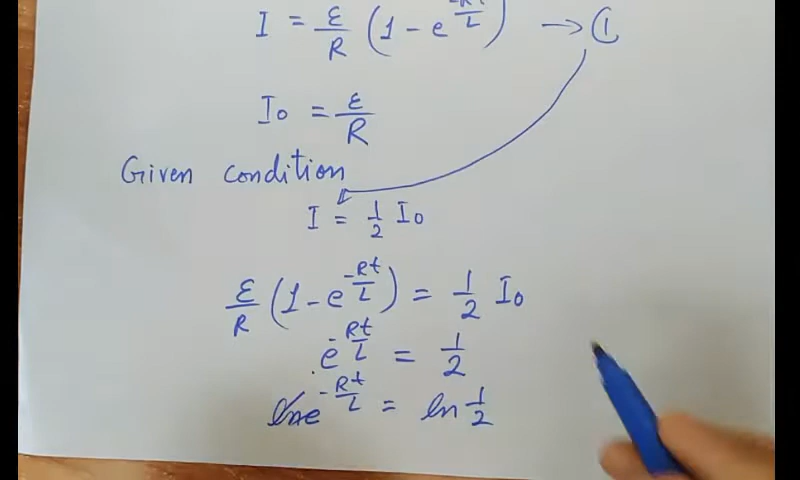 I = ε/R (1 - e^(-Rt/L)) → ①
I₀ = ε/R
Given condition
I = 1/2 I₀
ε/R (1 - e^(-Rt/L)) = 1/2 I₀
e^(-Rt/L) = 1/2
ln e^(-Rt/L) = ln 1/2